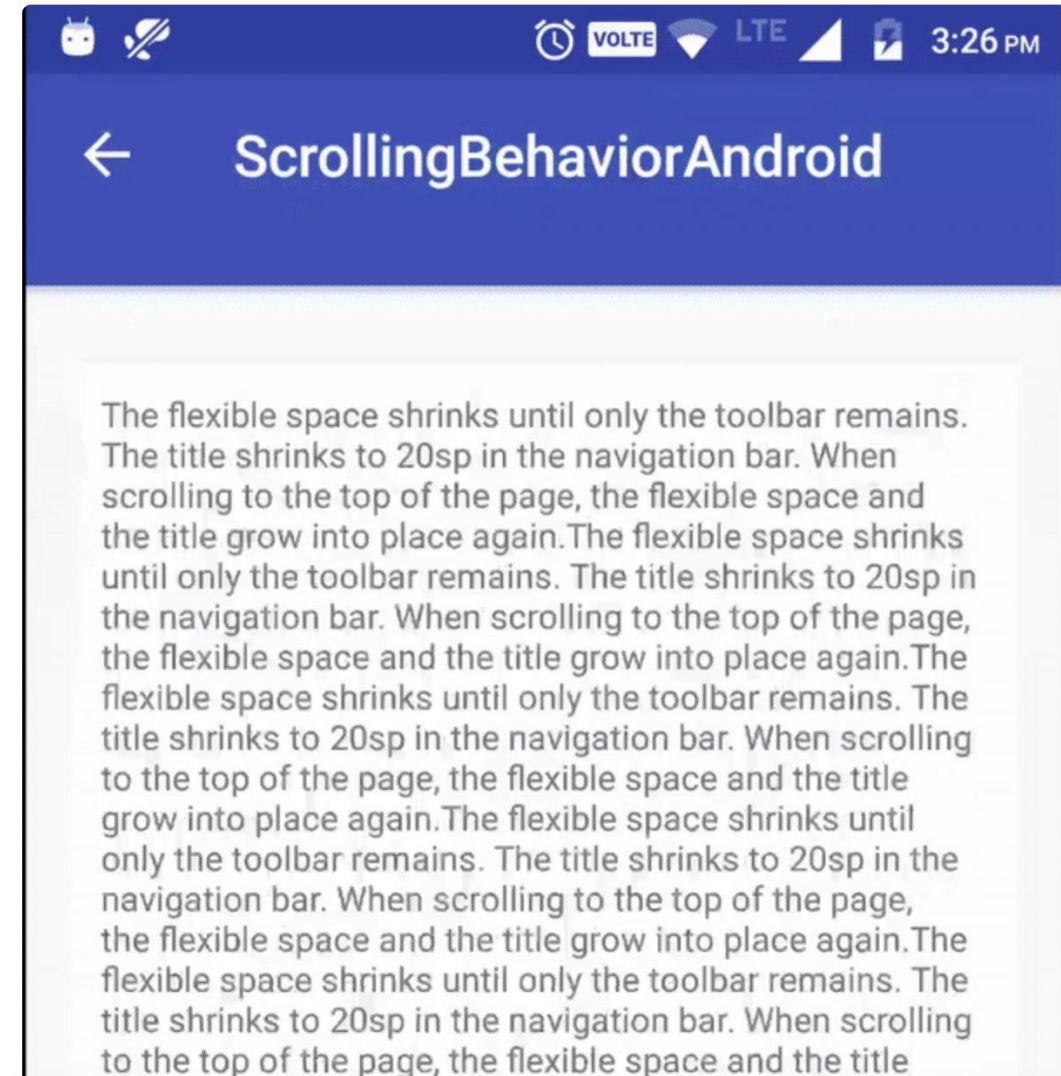 VOLTE LTE 3:26 PM
ScrollingBehaviorAndroid
The flexible space shrinks until only the toolbar remains.
The title shrinks to 20sp in the navigation bar. When
scrolling to the top of the page, the flexible space and
the title grow into place again.The flexible space shrinks
until only the toolbar remains. The title shrinks to 20sp in
the navigation bar. When scrolling to the top of the page,
the flexible space and the title grow into place again.The
flexible space shrinks until only the toolbar remains. The
title shrinks to 20sp in the navigation bar. When scrolling
to the top of the page, the flexible space and the title
grow into place again.The flexible space shrinks until
only the toolbar remains. The title shrinks to 20sp in the
navigation bar. When scrolling to the top of the page,
the flexible space and the title grow into place again.The
flexible space shrinks until only the toolbar remains. The
title shrinks to 20sp in the navigation bar. When scrolling
to the top of the page, the flexible space and the title